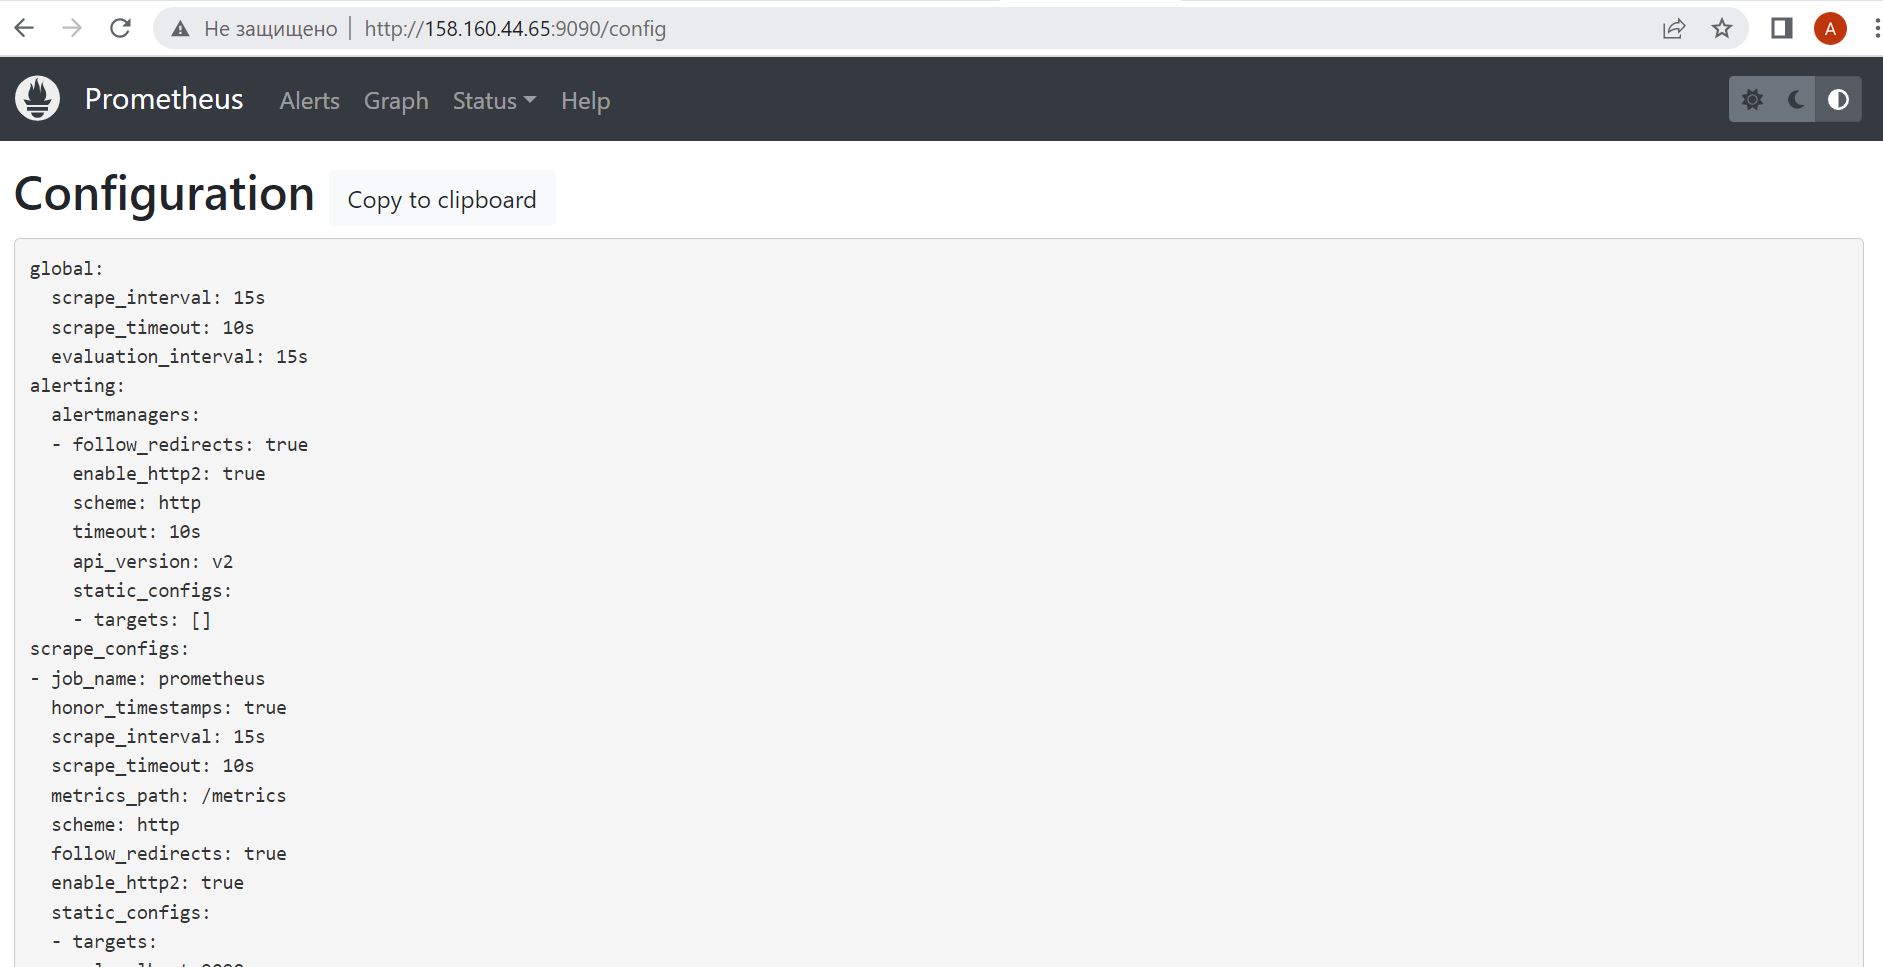 Не защищено | http://158.160.44.65:9090/config
A
Prometheus Alerts Graph Status Help
Configuration Copy to clipboard
global:
  scrape_interval: 15s
  scrape_timeout: 10s
  evaluation_interval: 15s
alerting:
  alertmanagers:
  - follow_redirects: true
    enable_http2: true
    scheme: http
    timeout: 10s
    api_version: v2
    static_configs:
    - targets: []
scrape_configs:
- job_name: prometheus
  honor_timestamps: true
  scrape_interval: 15s
  scrape_timeout: 10s
  metrics_path: /metrics
  scheme: http
  follow_redirects: true
  enable_http2: true
  static_configs:
  - targets: